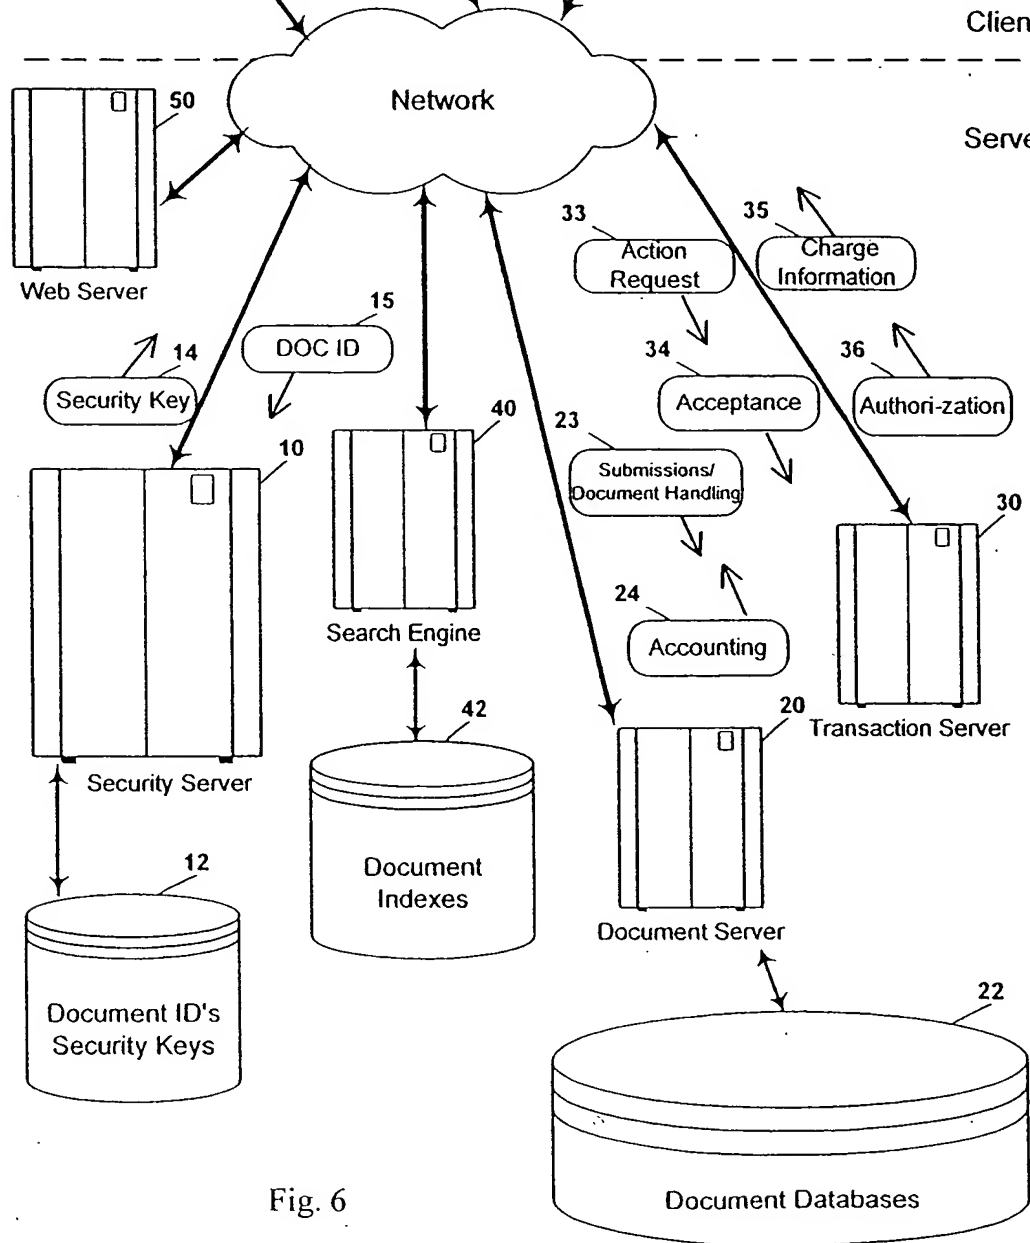 Clien
Network
50
Serve
Web Server
33
Action
Request
35
Charge
Information
15
DOC ID
14
Security Key
34
Acceptance
36
Authori-zation
10
40
23
Submissions/
Document Handling
30
Search Engine
24
Accounting
42
20
Transaction Server
Security Server
Document
Indexes
12
Document Server
Document ID's
Security Keys
22
Fig. 6
Document Databases